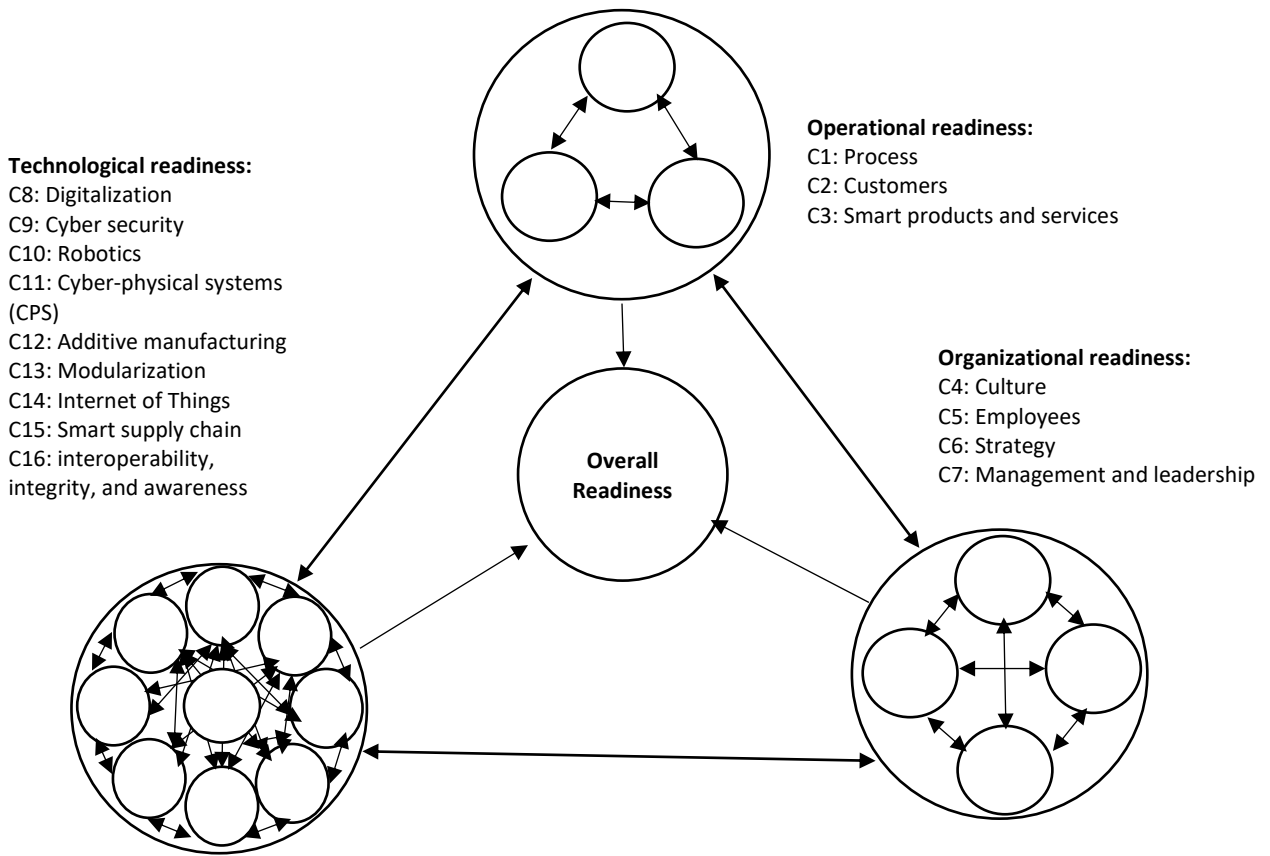 Technological readiness:
C8: Digitalization
C9: Cyber security
C10: Robotics
C11: Cyber-physical systems
(CPS)
C12: Additive manufacturing
C13: Modularization
C14: Internet of Things
C15: Smart supply chain
C16: interoperability,
integrity, and awareness
Operational readiness:
C1: Process
C2: Customers
C3: Smart products and services
Organizational readiness:
C4: Culture
C5: Employees
C6: Strategy
C7: Management and leadership
Overall
Readiness